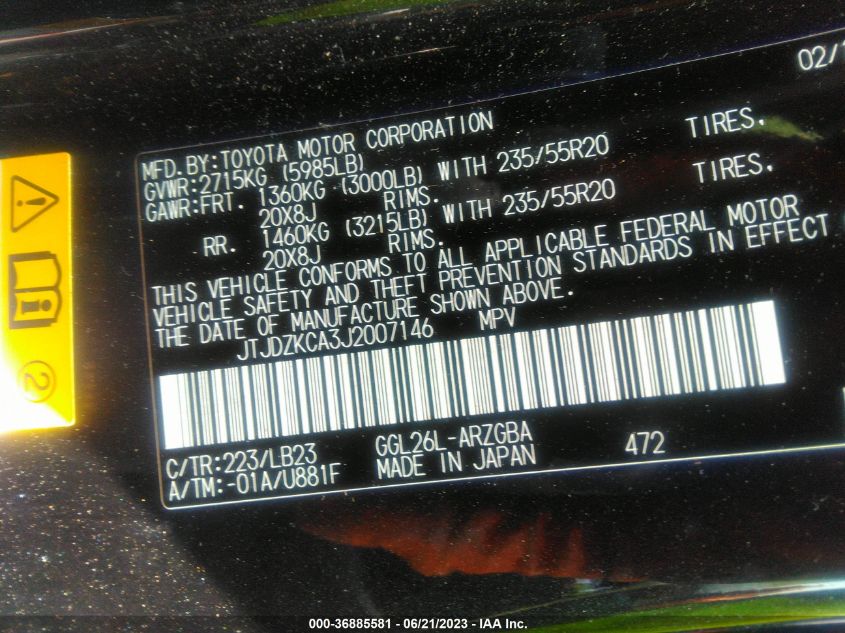 02/
MFD.BY:TOYOTA MOTOR CORPORATION
GVWR:2715KG (5985LB)
GAWR:FRT. 1360KG (3000LB) WITH 235/55R20 TIRES,
20X8J RIMS.
RR. 1460KG (3215LB) WITH 235/55R20 TIRES,
20X8J RIMS.
THIS VEHICLE CONFORMS TO ALL APPLICABLE FEDERAL MOTOR
VEHICLE SAFETY AND THEFT PREVENTION STANDARDS IN EFFECT
THE DATE OF MANUFACTURE SHOWN ABOVE.
JTJDZKCA3J2007146 MPV
C/TR:223/LB23 GGL26L-ARZGBA 472
A/TM:-01A/U881F MADE IN JAPAN
2
000-36885581 - 06/21/2023 - IAA Inc.